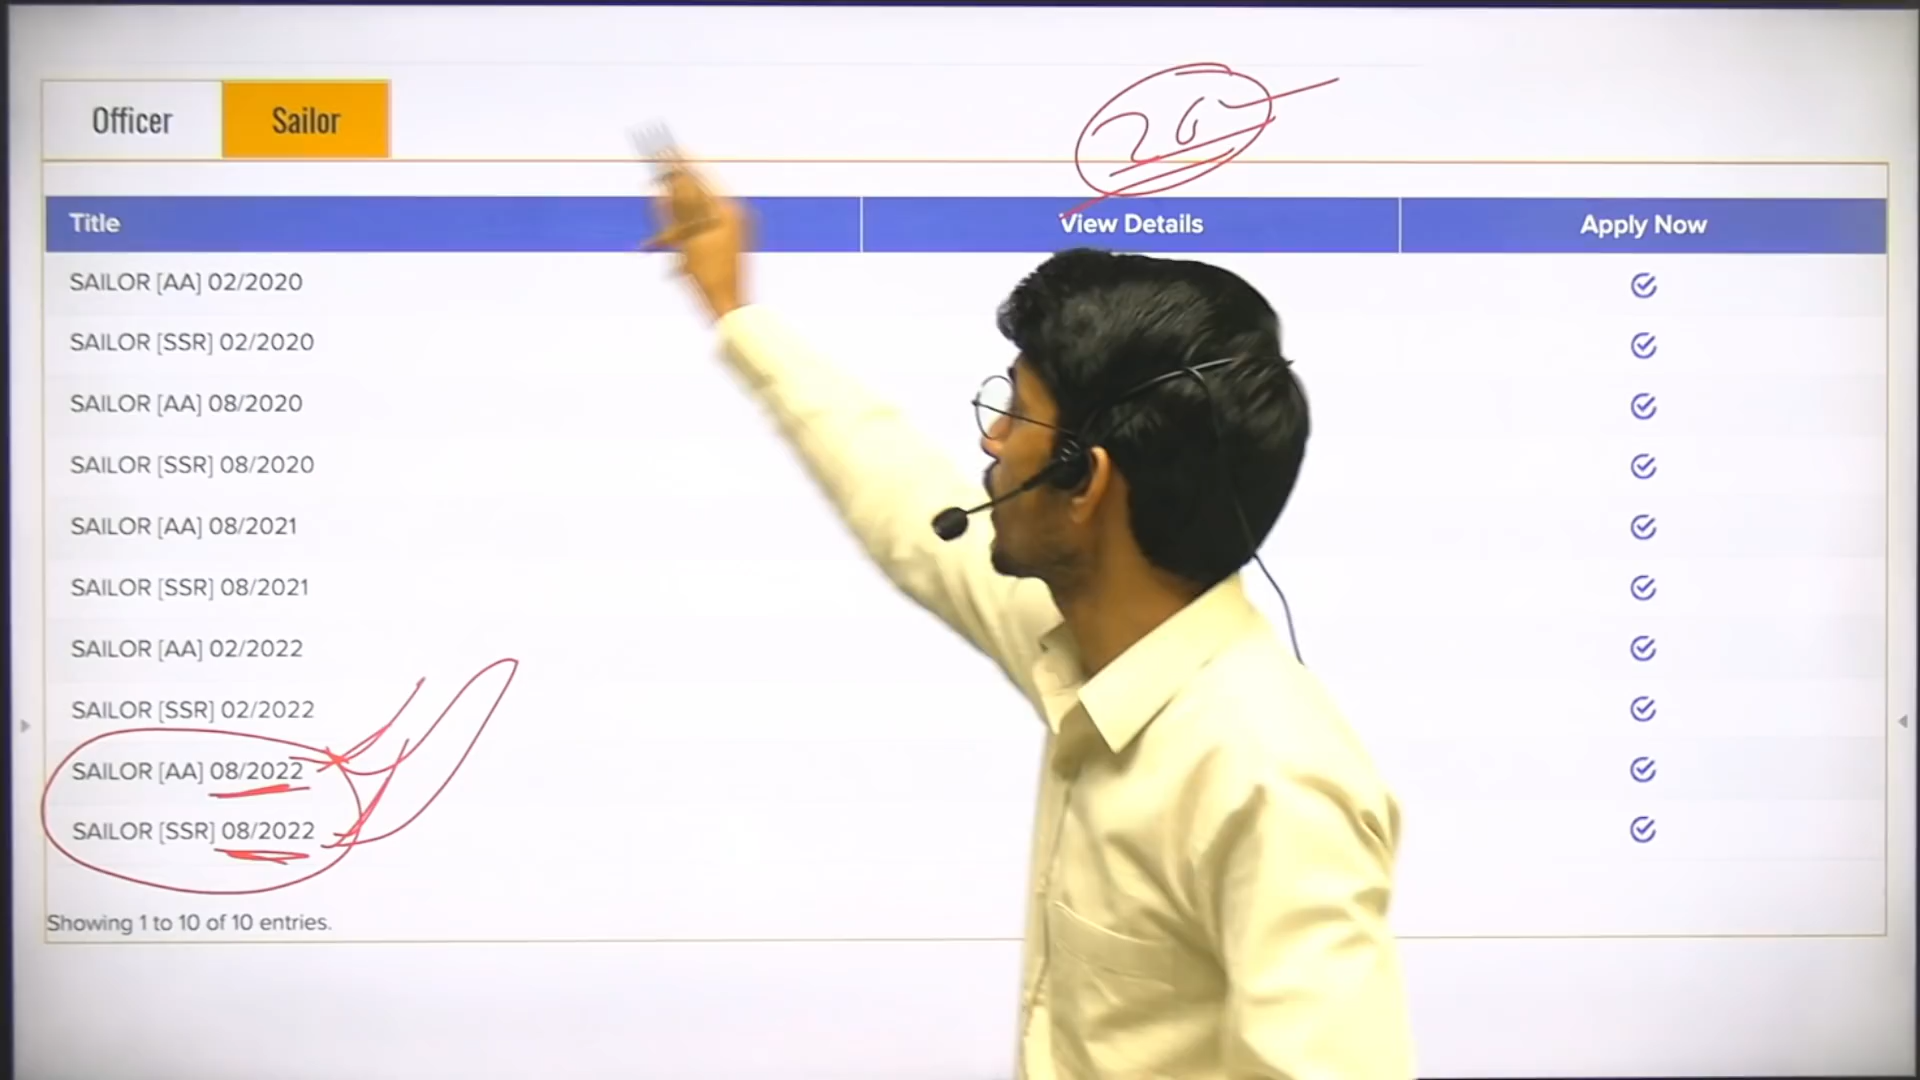 Officer Sailor
20
Title View Details Apply Now
SAILOR [AA] 02/2020
SAILOR [SSR] 02/2020
SAILOR [AA] 08/2020
SAILOR [SSR] 08/2020
SAILOR [AA] 08/2021
SAILOR [SSR] 08/2021
SAILOR [AA] 02/2022
SAILOR [SSR] 02/2022
SAILOR [AA] 08/2022
SAILOR [SSR] 08/2022
Showing 1 to 10 of 10 entries.